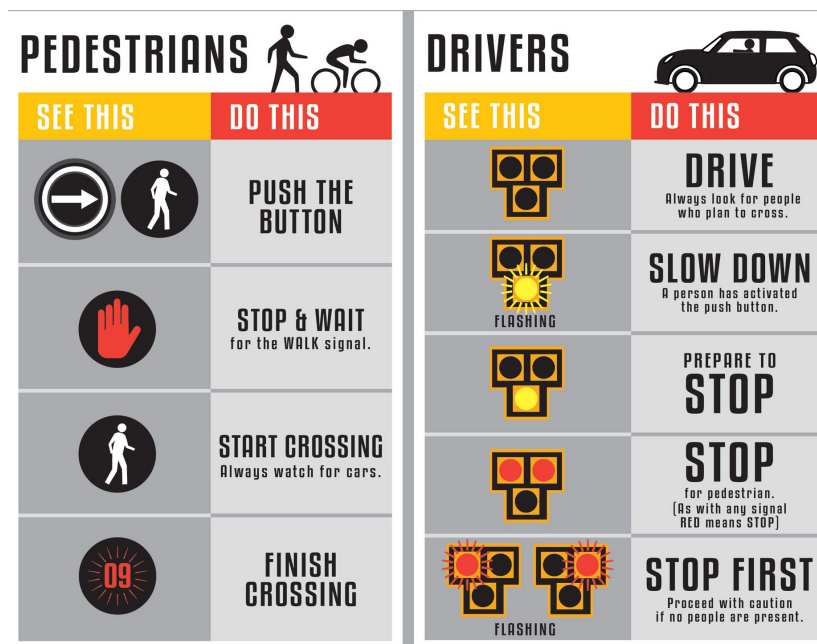 PEDESTRIANS
SEE THIS
DO THIS
PUSH THE
BUTTON
STOP & WAIT
for the WALK signal.
START CROSSING
Always watch for cars.
09
FINISH
CROSSING
DRIVERS
SEE THIS
DO THIS
DRIVE
Always look for people
who plan to cross.
FLASHING
SLOW DOWN
A person has activated
the push button.
PREPARE TO
STOP
STOP
for pedestrian.
(As with any signal
RED means STOP)
FLASHING
STOP FIRST
Proceed with caution
if no people are present.